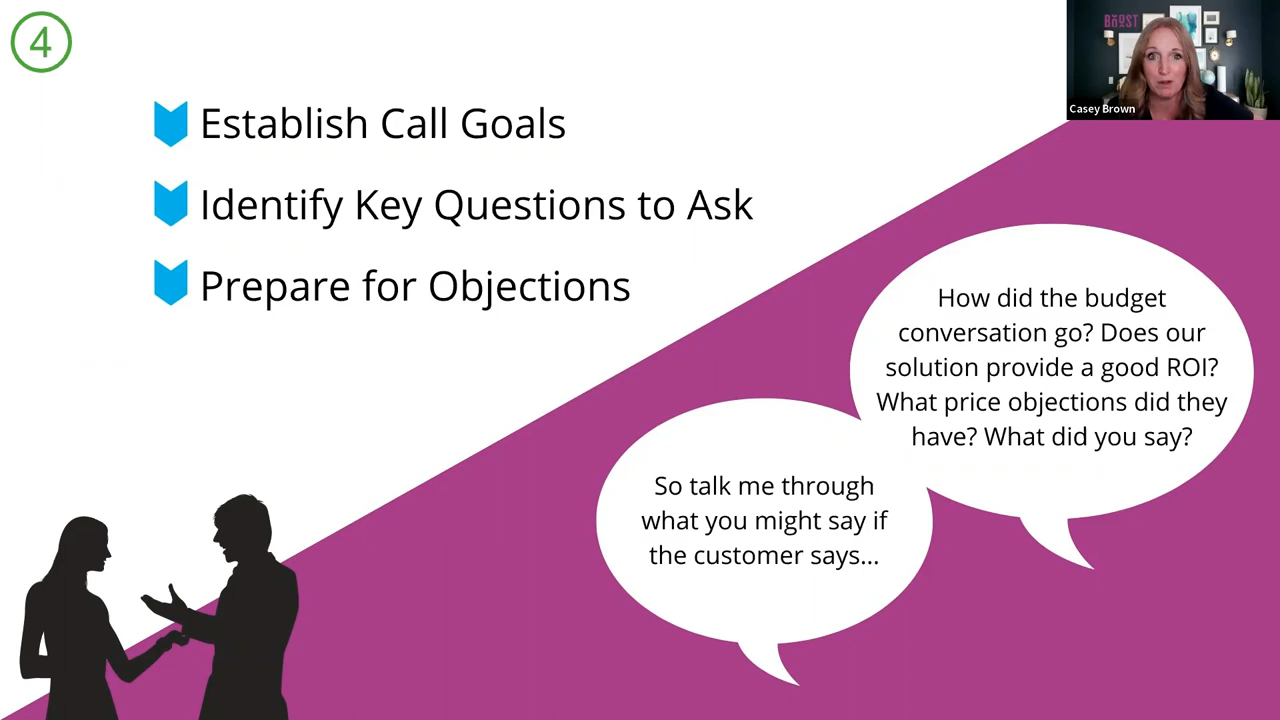 4
Establish Call Goals
Identify Key Questions to Ask
Prepare for Objections
BOOST
Casey Brown
How did the budget
conversation go? Does our
solution provide a good ROI?
What price objections did they
have? What did you say?
So talk me through
what you might say if
the customer says...